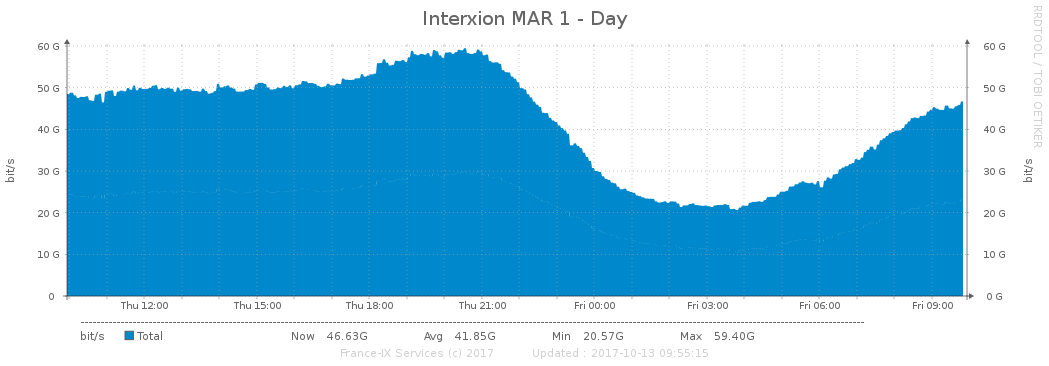 Interxion MAR 1 - Day
RRDTOOL / TOBI OETIKER
bit/s
60 G 60 G
50 G 50 G
40 G 40 G
30 G 30 G
20 G 20 G
10 G 10 G
0 0 G
bit/s
Thu 12:00 Thu 15:00 Thu 18:00 Thu 21:00 Fri 00:00 Fri 03:00 Fri 06:00 Fri 09:00
bit/s Total Now 46.63G Avg 41.85G Min 20.57G Max 59.40G
France-IX Services (c) 2017 Updated : 2017-10-13 09:55:15